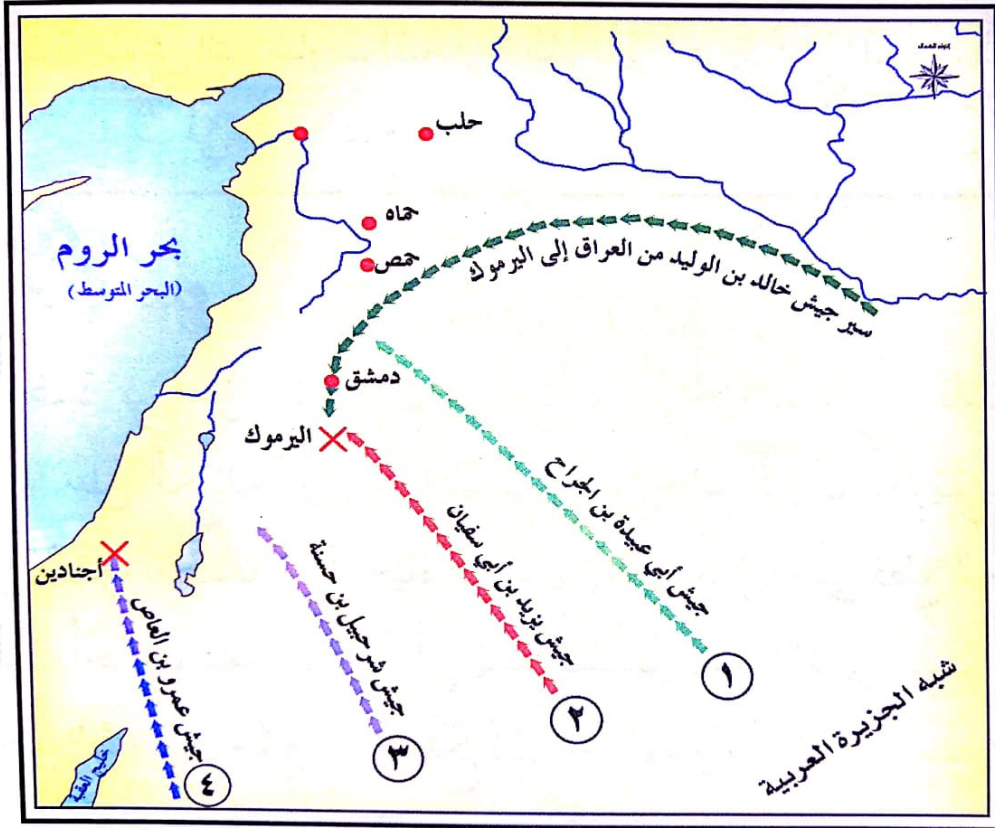 حلب
حماه
حمص
بحر الروم
(البحر المتوسط)
سير جيش خالد بن الوليد من العراق إلى اليرموك
دمشق
اليرموك
جيش أبي عبيدة بن الجراح
جيش يزيد بن أبي سفيان
جيش شرحبيل بن حسنة
أجنادين
جيش عمرو بن العاص
١
٢
٣
٤
شبه الجزيرة العربية
خليج العقبة